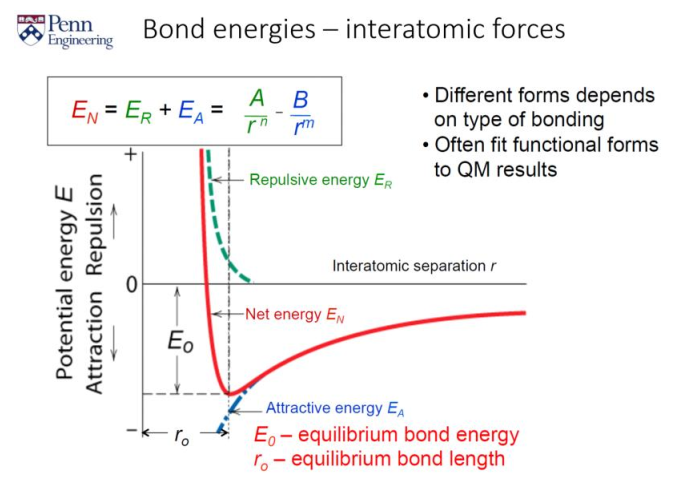 Penn
Engineering
Bond energies – interatomic forces
E_N = E_R + E_A = A/r^n - B/r^m
• Different forms depends
on type of bonding
• Often fit functional forms
to QM results
+
Repulsive energy E_R
Potential energy E
Attraction Repulsion
Interatomic separation r
0
Net energy E_N
E_o
Attractive energy E_A
–
r_o
E_0 – equilibrium bond energy
r_o – equilibrium bond length